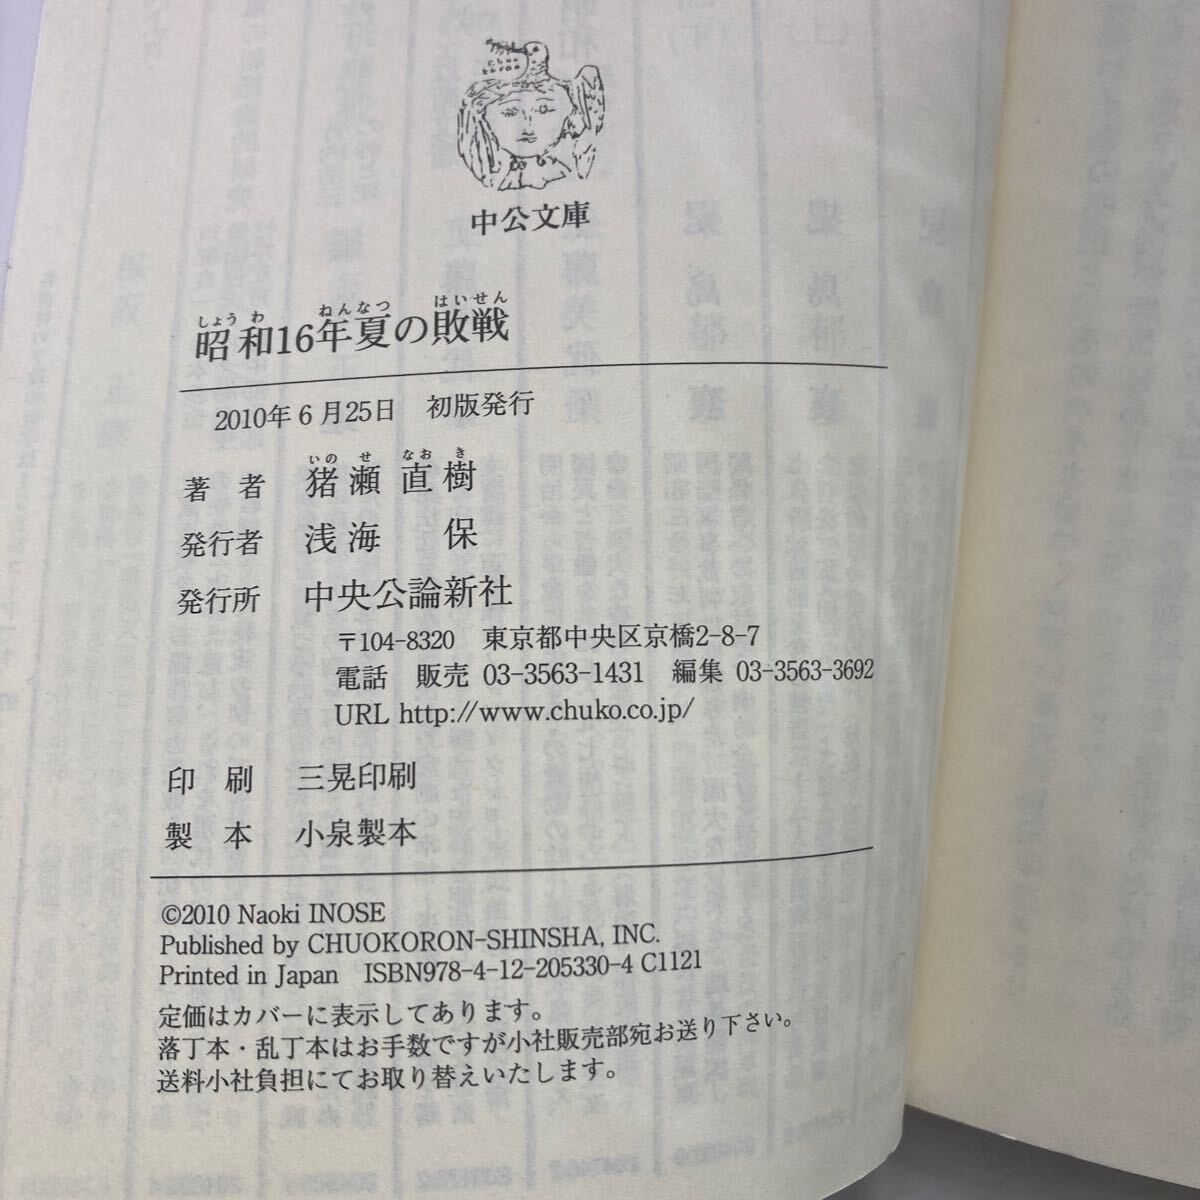 中公文庫
しょうわ ねんなつ はいせん
昭和16年夏の敗戦
2010年6月25日 初版発行
いのせ なおき
著者 猪瀬直樹
発行者 浅海 保
発行所 中央公論新社
〒104-8320 東京都中央区京橋2-8-7
電話 販売 03-3563-1431 編集 03-3563-3692
URL http://www.chuko.co.jp/
印刷 三晃印刷
製本 小泉製本
©2010 Naoki INOSE
Published by CHUOKORON-SHINSHA, INC.
Printed in Japan ISBN978-4-12-205330-4 C1121
定価はカバーに表示してあります。
落丁本・乱丁本はお手数ですが小社販売部宛お送り下さい。
送料小社負担にてお取り替えいたします。